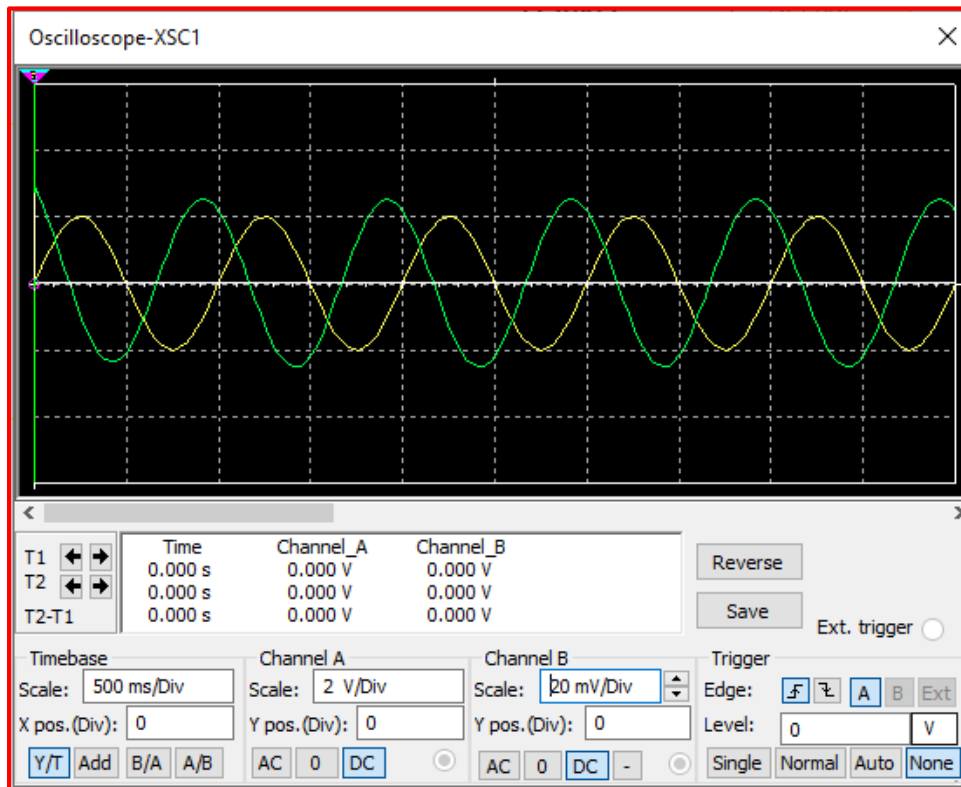 Oscilloscope-XSC1
T1
T2
T2-T1
Time Channel_A Channel_B
0.000 s 0.000 V 0.000 V
0.000 s 0.000 V 0.000 V
0.000 s 0.000 V 0.000 V
Reverse
Save
Ext. trigger
Timebase
Scale: 500 ms/Div
X pos.(Div): 0
Y/T Add B/A A/B
Channel A
Scale: 2 V/Div
Y pos.(Div): 0
AC 0 DC
Channel B
Scale: 20 mV/Div
Y pos.(Div): 0
AC 0 DC -
Trigger
Edge: A B Ext
Level: 0 V
Single Normal Auto None